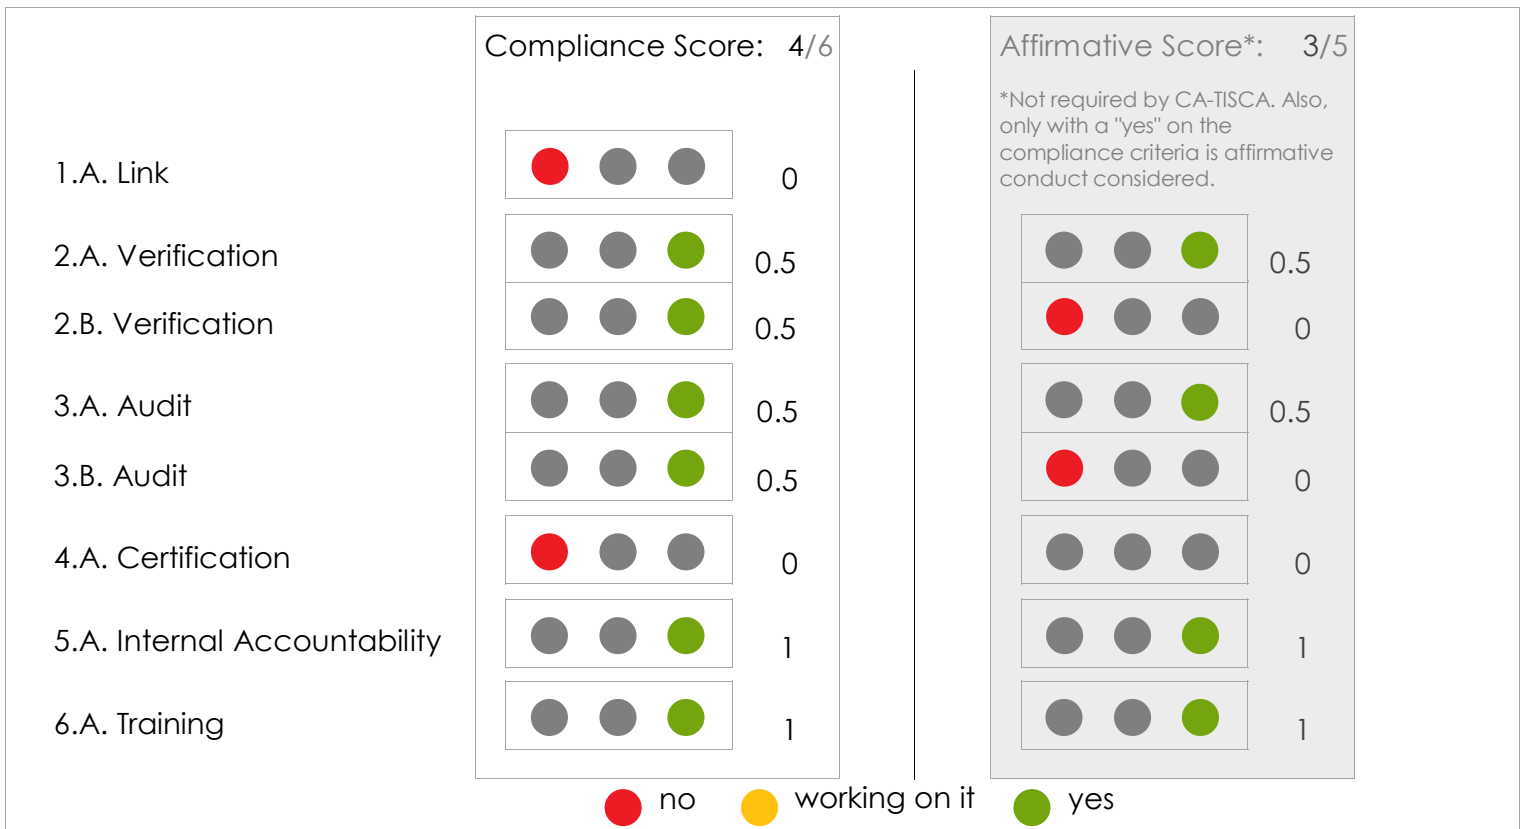 Compliance Score: 4/6
Affirmative Score*: 3/5
*Not required by CA-TISCA. Also,
only with a "yes" on the
compliance criteria is affirmative
conduct considered.
1.A. Link 0
2.A. Verification 0.5 0.5
2.B. Verification 0.5 0
3.A. Audit 0.5 0.5
3.B. Audit 0.5 0
4.A. Certification 0 0
5.A. Internal Accountability 1 1
6.A. Training 1 1
no working on it yes